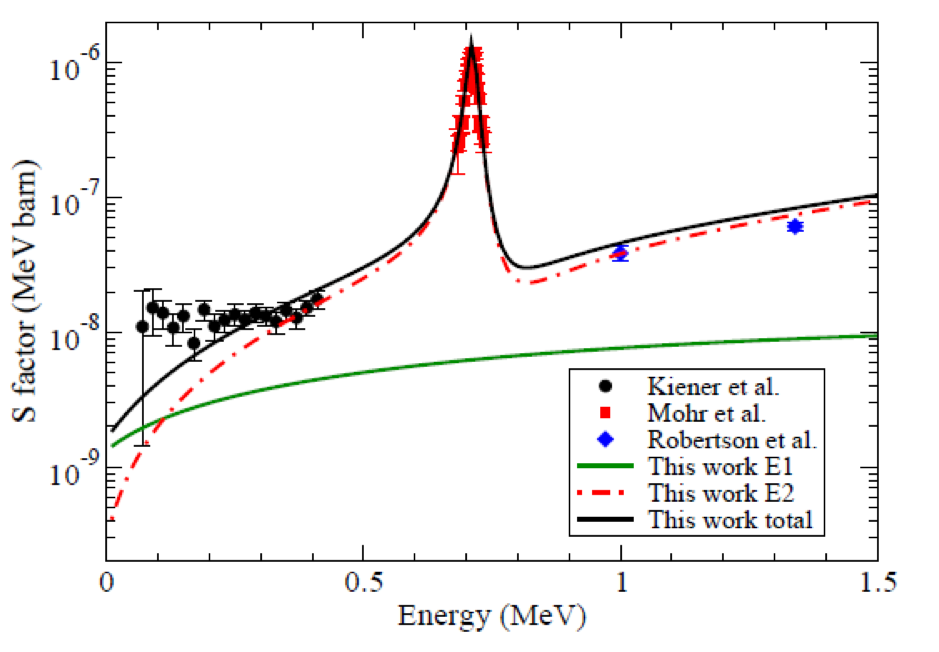 S factor (MeV barn)
10^-6
10^-7
10^-8
10^-9
Kiener et al.
Mohr et al.
Robertson et al.
This work E1
This work E2
This work total
0 0.5 1 1.5
Energy (MeV)